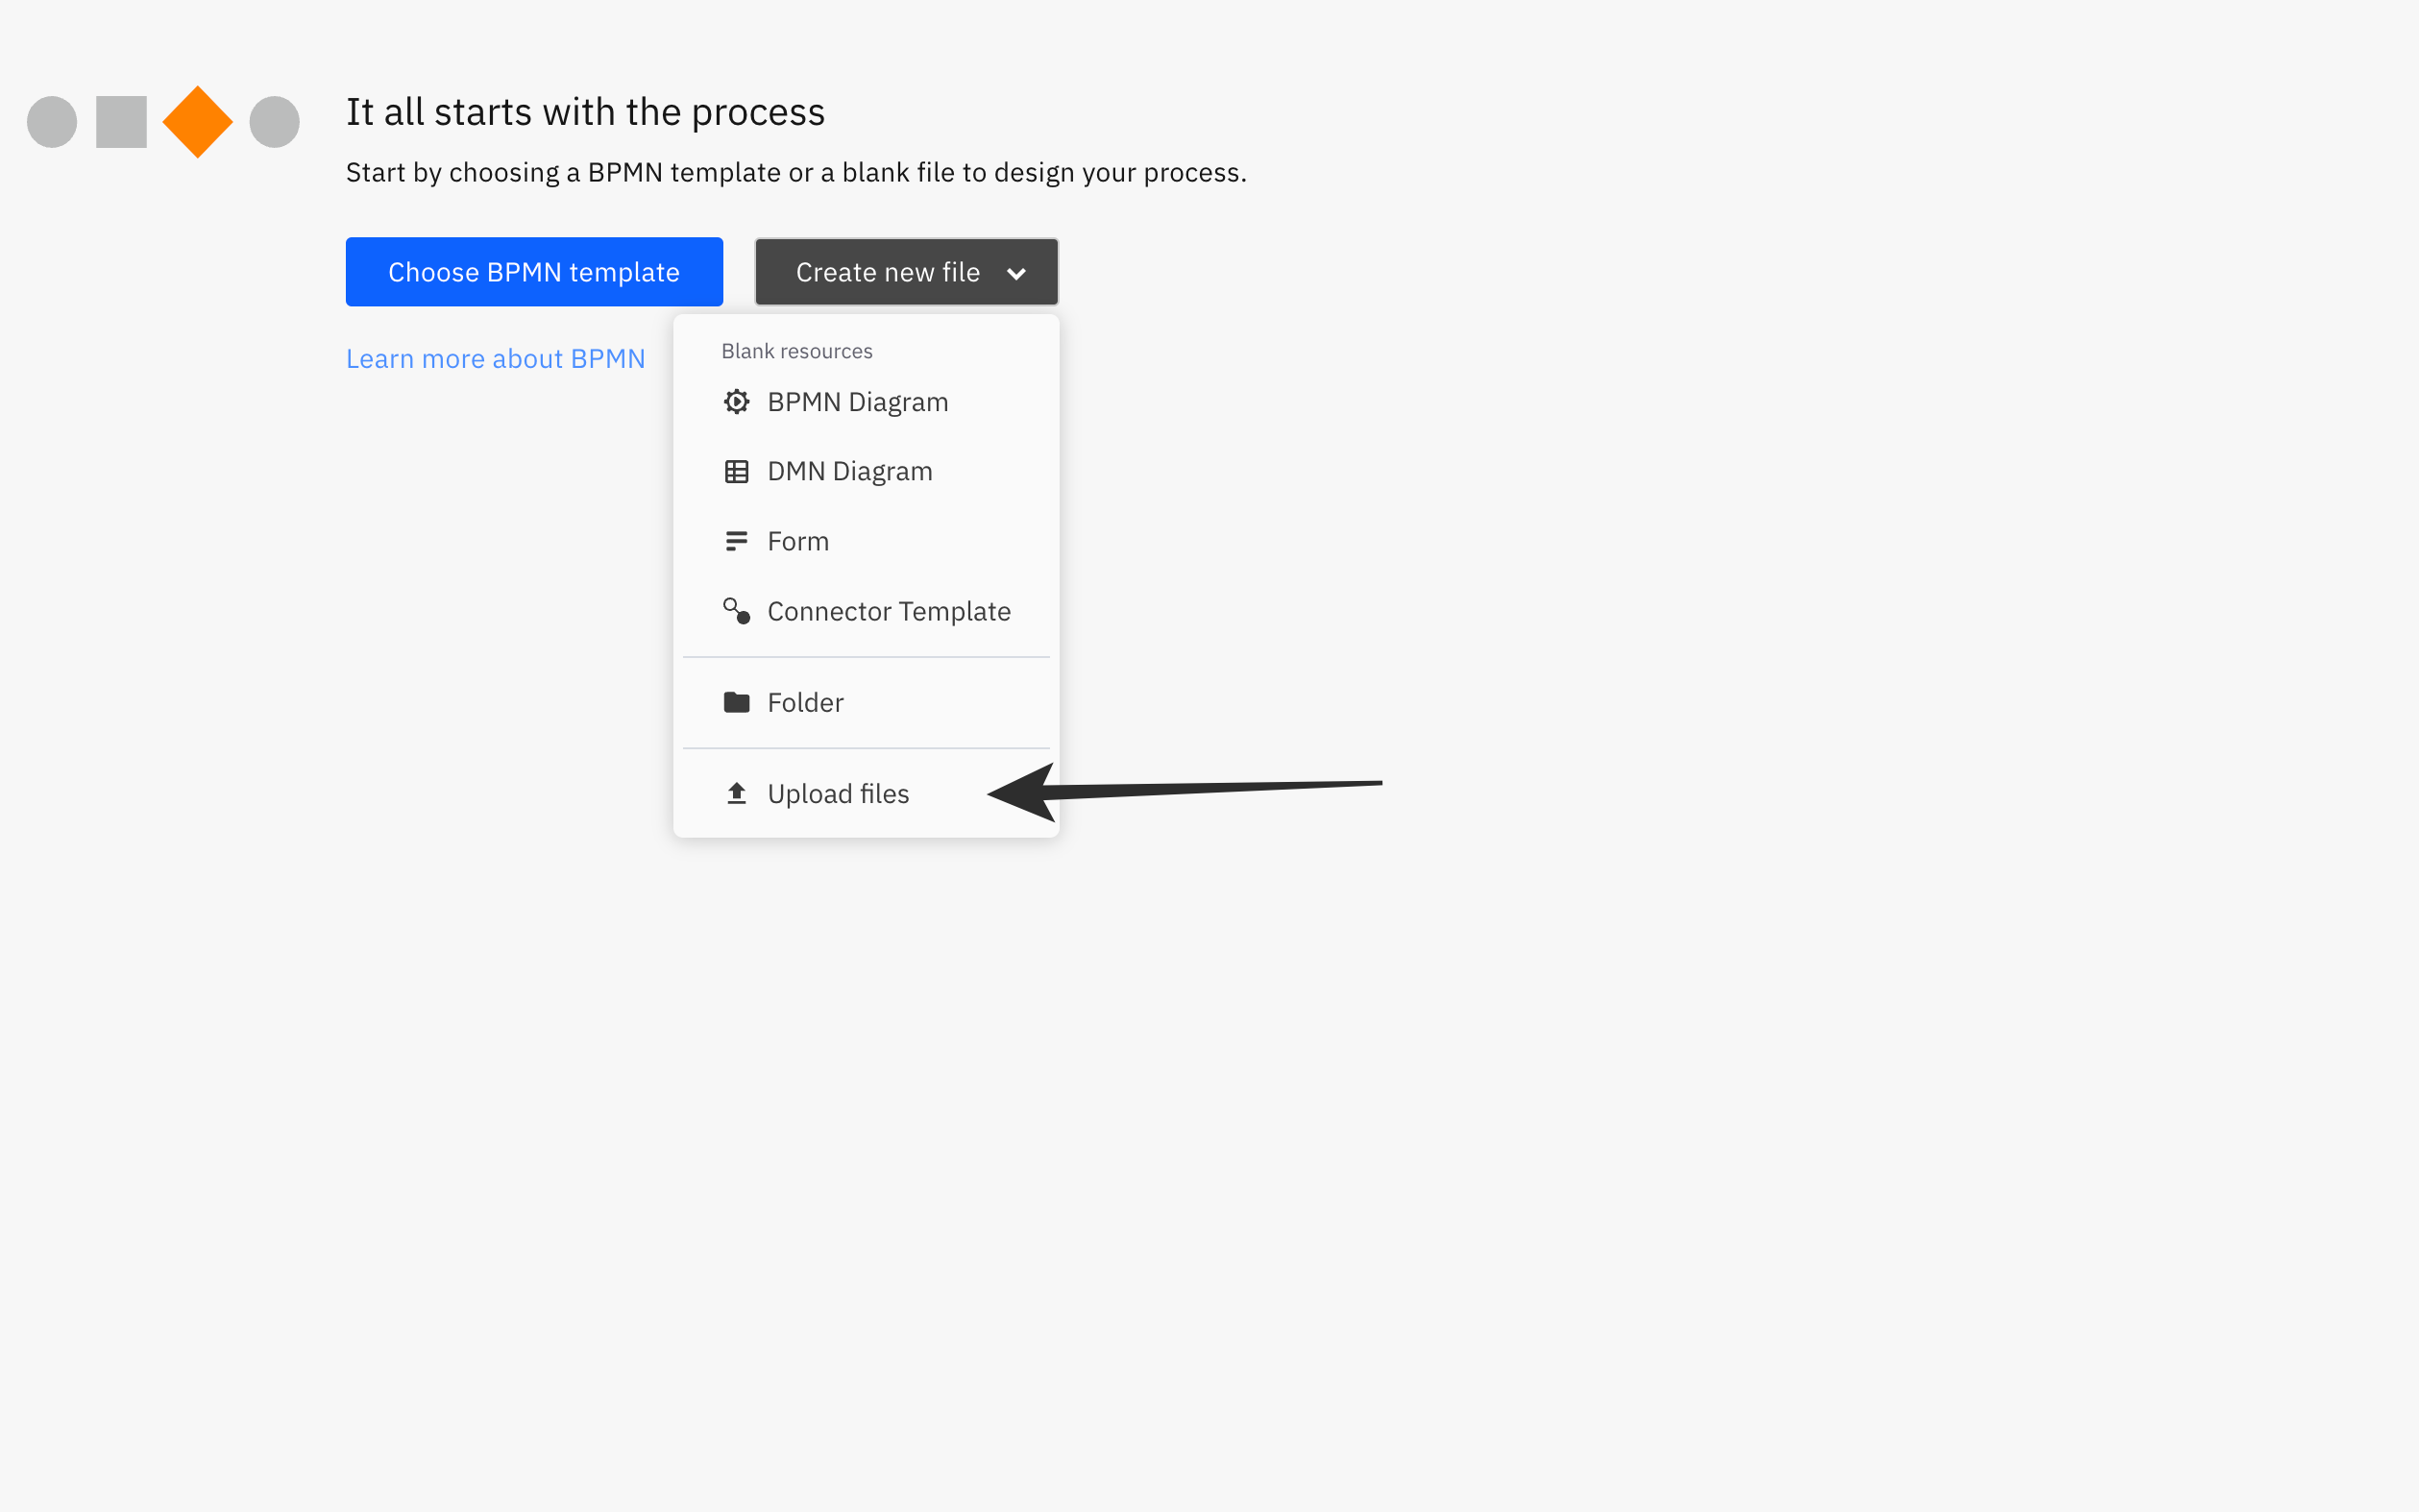 It all starts with the process
Start by choosing a BPMN template or a blank file to design your process.
Choose BPMN template
Create new file
Learn more about BPMN
Blank resources
BPMN Diagram
DMN Diagram
Form
Connector Template
Folder
Upload files